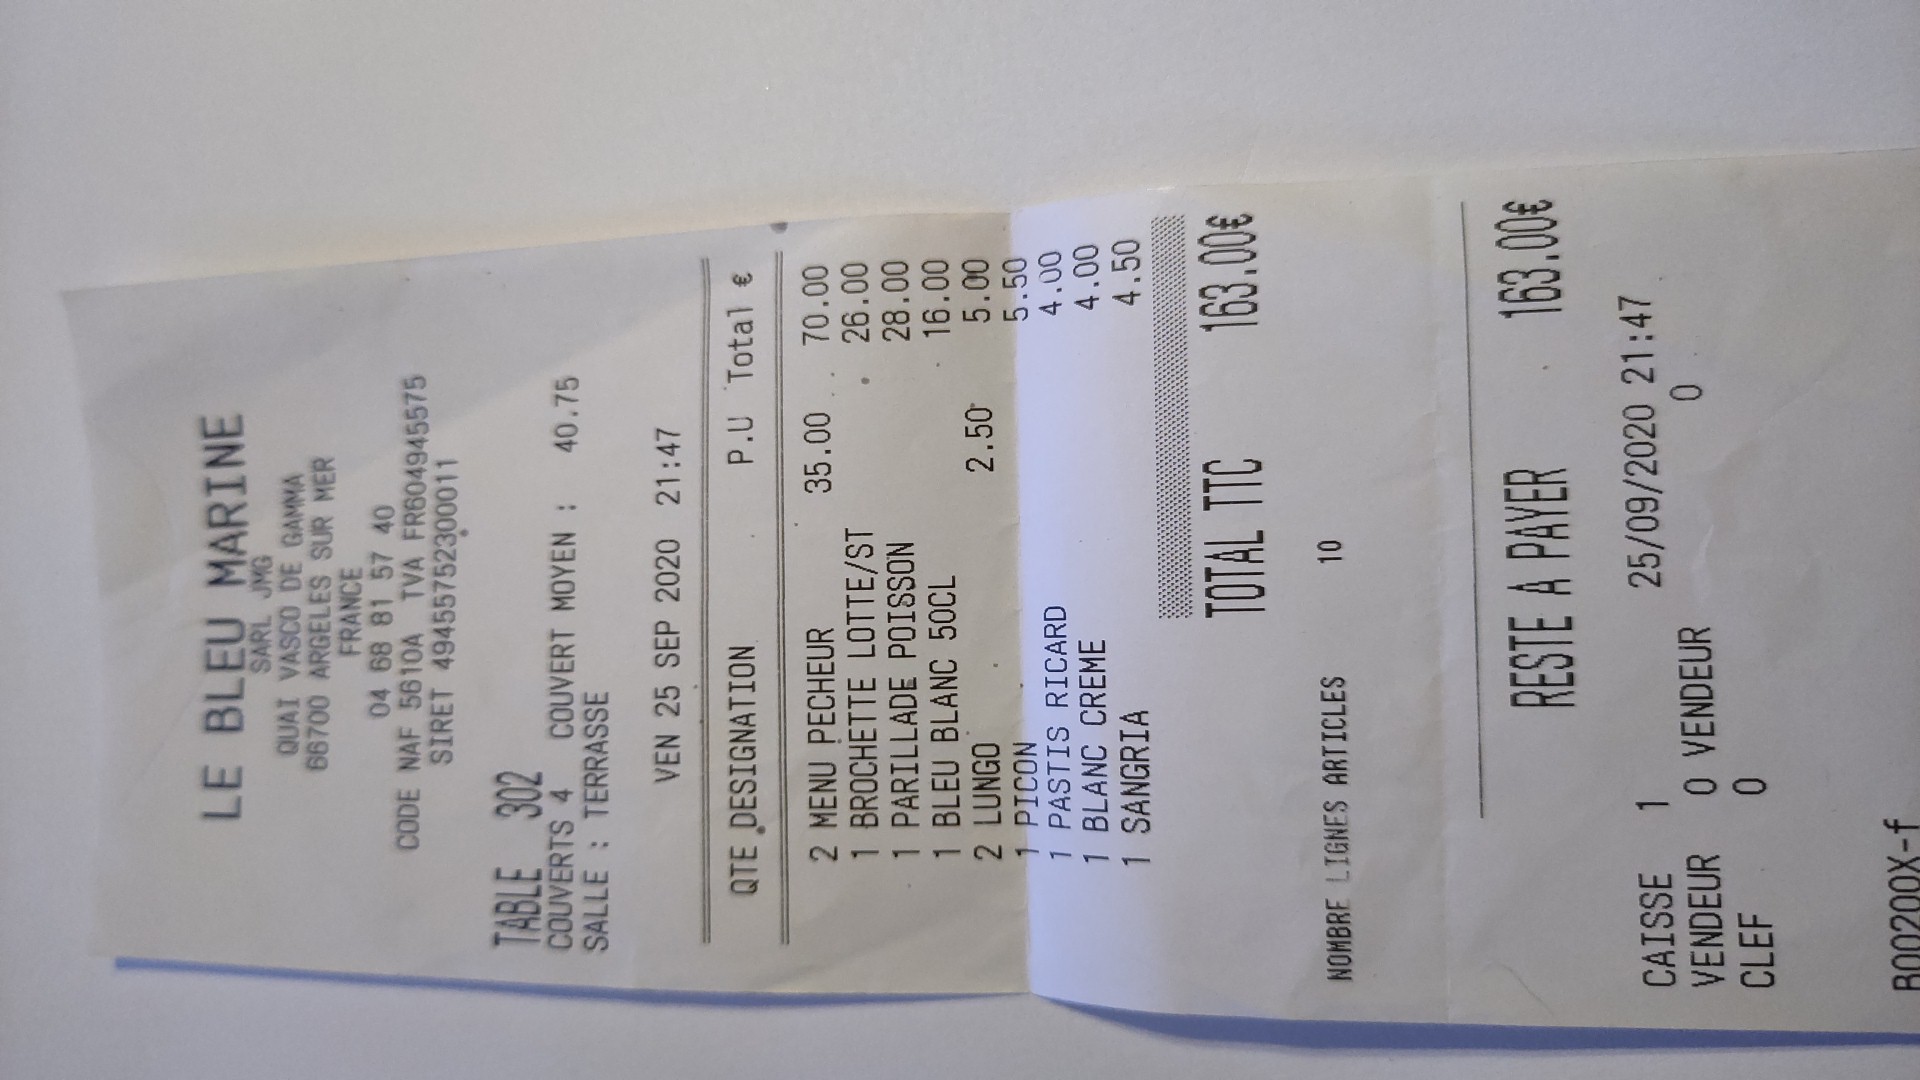 LE BLEU MARINE
SARL JMG
QUAI VASCO DE GAMMA
66700 ARGELES SUR MER
FRANCE
04 68 81 57 40
CODE NAF 5610A TVA FR60494945575
SIRET 49455752300011
TABLE 302
COUVERTS 4 COUVERT MOYEN : 40.75
SALLE : TERRASSE
VEN 25 SEP 2020 21:47
QTE DESIGNATION P.U Total €
2 MENU PECHEUR 35.00 70.00
1 BROCHETTE LOTTE/ST 26.00
1 PARILLADE POISSON 28.00
1 BLEU BLANC 50CL 16.00
2 LUNGO 2.50 5.00
1 PICON 5.50
1 PASTIS RICARD 4.00
1 BLANC CREME 4.00
1 SANGRIA 4.50
TOTAL TTC 163.00€
NOMBRE LIGNES ARTICLES 10
RESTE A PAYER 163.00€
CAISSE 1 25/09/2020 21:47
VENDEUR 0 VENDEUR 0
CLEF 0
B00200X-f